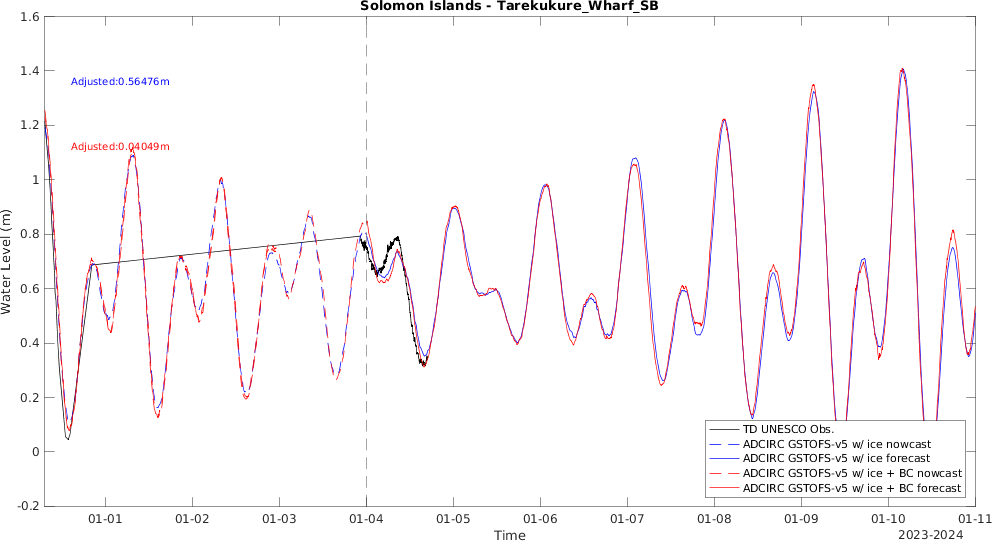 Solomon Islands - Tarekukure_Wharf_SB
Water Level (m)
1.6
1.4
1.2
1
0.8
0.6
0.4
0.2
0
-0.2
Adjusted:0.56476m
Adjusted:0.04049m
TD UNESCO Obs.
ADCIRC GSTOFS-v5 w/ ice nowcast
ADCIRC GSTOFS-v5 w/ ice forecast
ADCIRC GSTOFS-v5 w/ ice + BC nowcast
ADCIRC GSTOFS-v5 w/ ice + BC forecast
01-01 01-02 01-03 01-04 01-05 01-06 01-07 01-08 01-09 01-10 01-11
Time
2023-2024